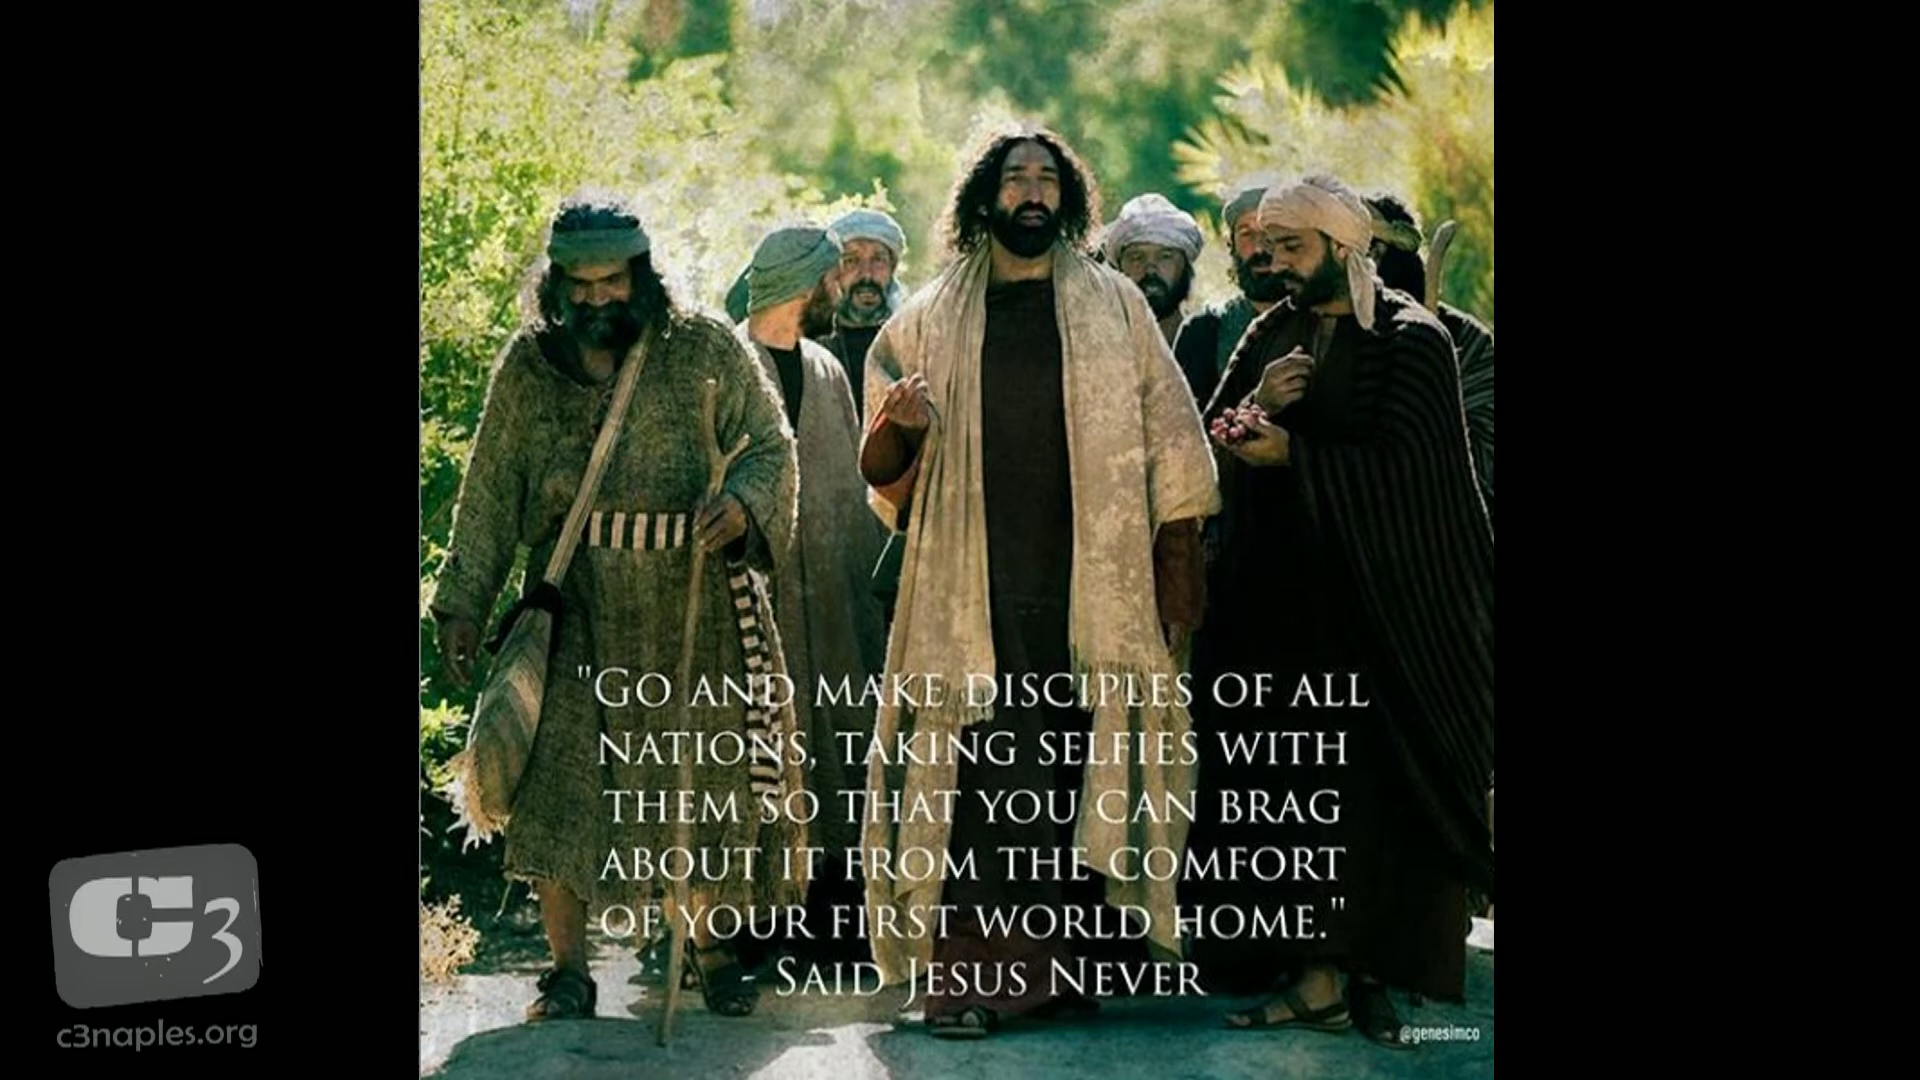 "Go and make disciples of all
nations, taking selfies with
them so that you can brag
about it from the comfort
of your first world home."
- Said Jesus Never
@genesimco
C3
c3naples.org